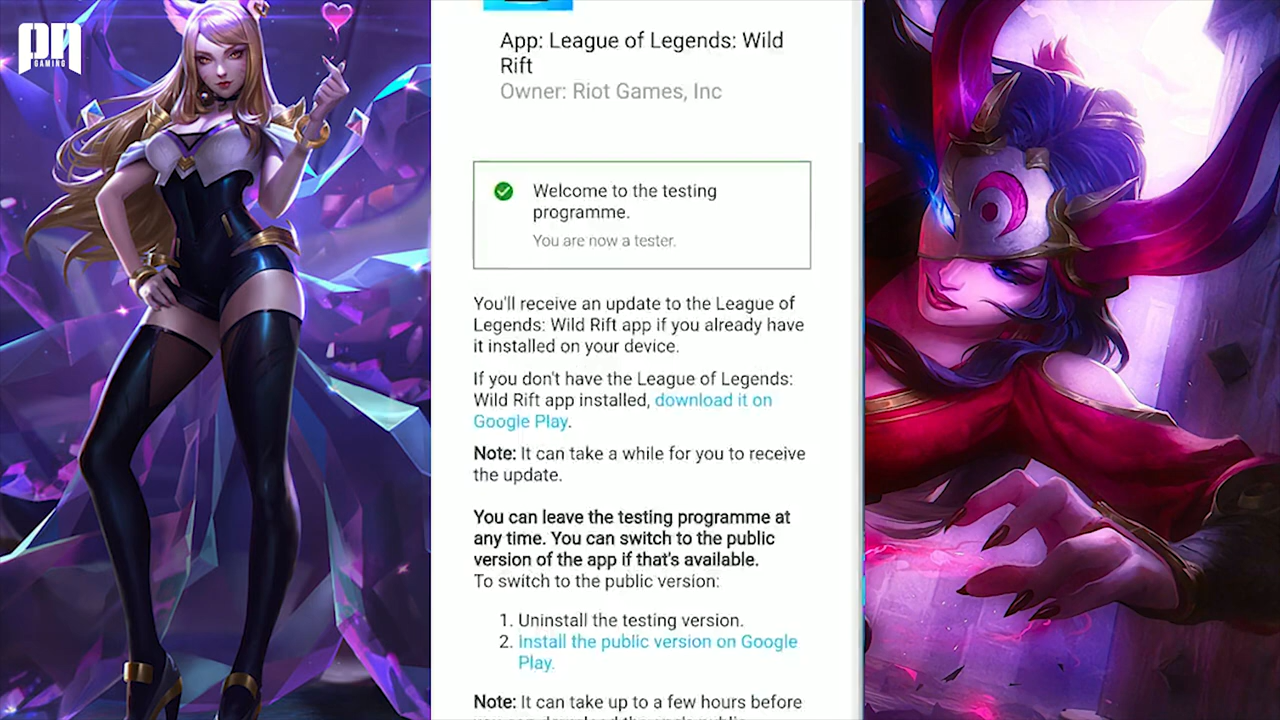 PN
GAMING
App: League of Legends: Wild
Rift
Owner: Riot Games, Inc
Welcome to the testing
programme.
You are now a tester.
You'll receive an update to the League of
Legends: Wild Rift app if you already have
it installed on your device.
If you don't have the League of Legends:
Wild Rift app installed, download it on
Google Play.
Note: It can take a while for you to receive
the update.
You can leave the testing programme at
any time. You can switch to the public
version of the app if that's available.
To switch to the public version:
1. Uninstall the testing version.
2. Install the public version on Google
Play.
Note: It can take up to a few hours before